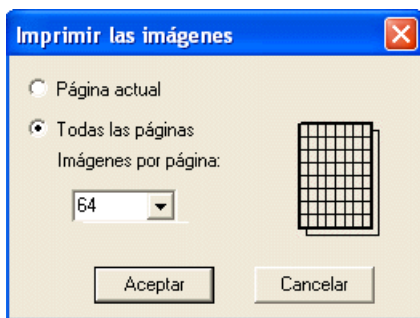 Imprimir las imágenes
Página actual
Todas las páginas
Imágenes por página:
64
Aceptar
Cancelar